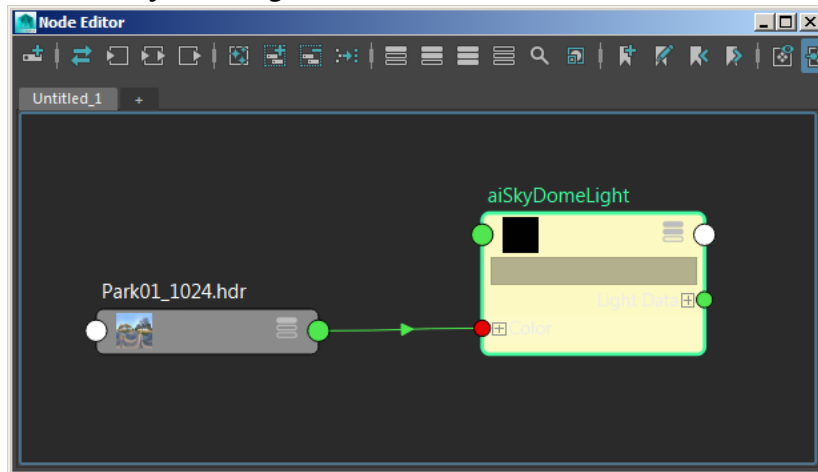 Node Editor
Untitled_1 +
aiSkyDomeLight
Park01_1024.hdr
Light Data
Color